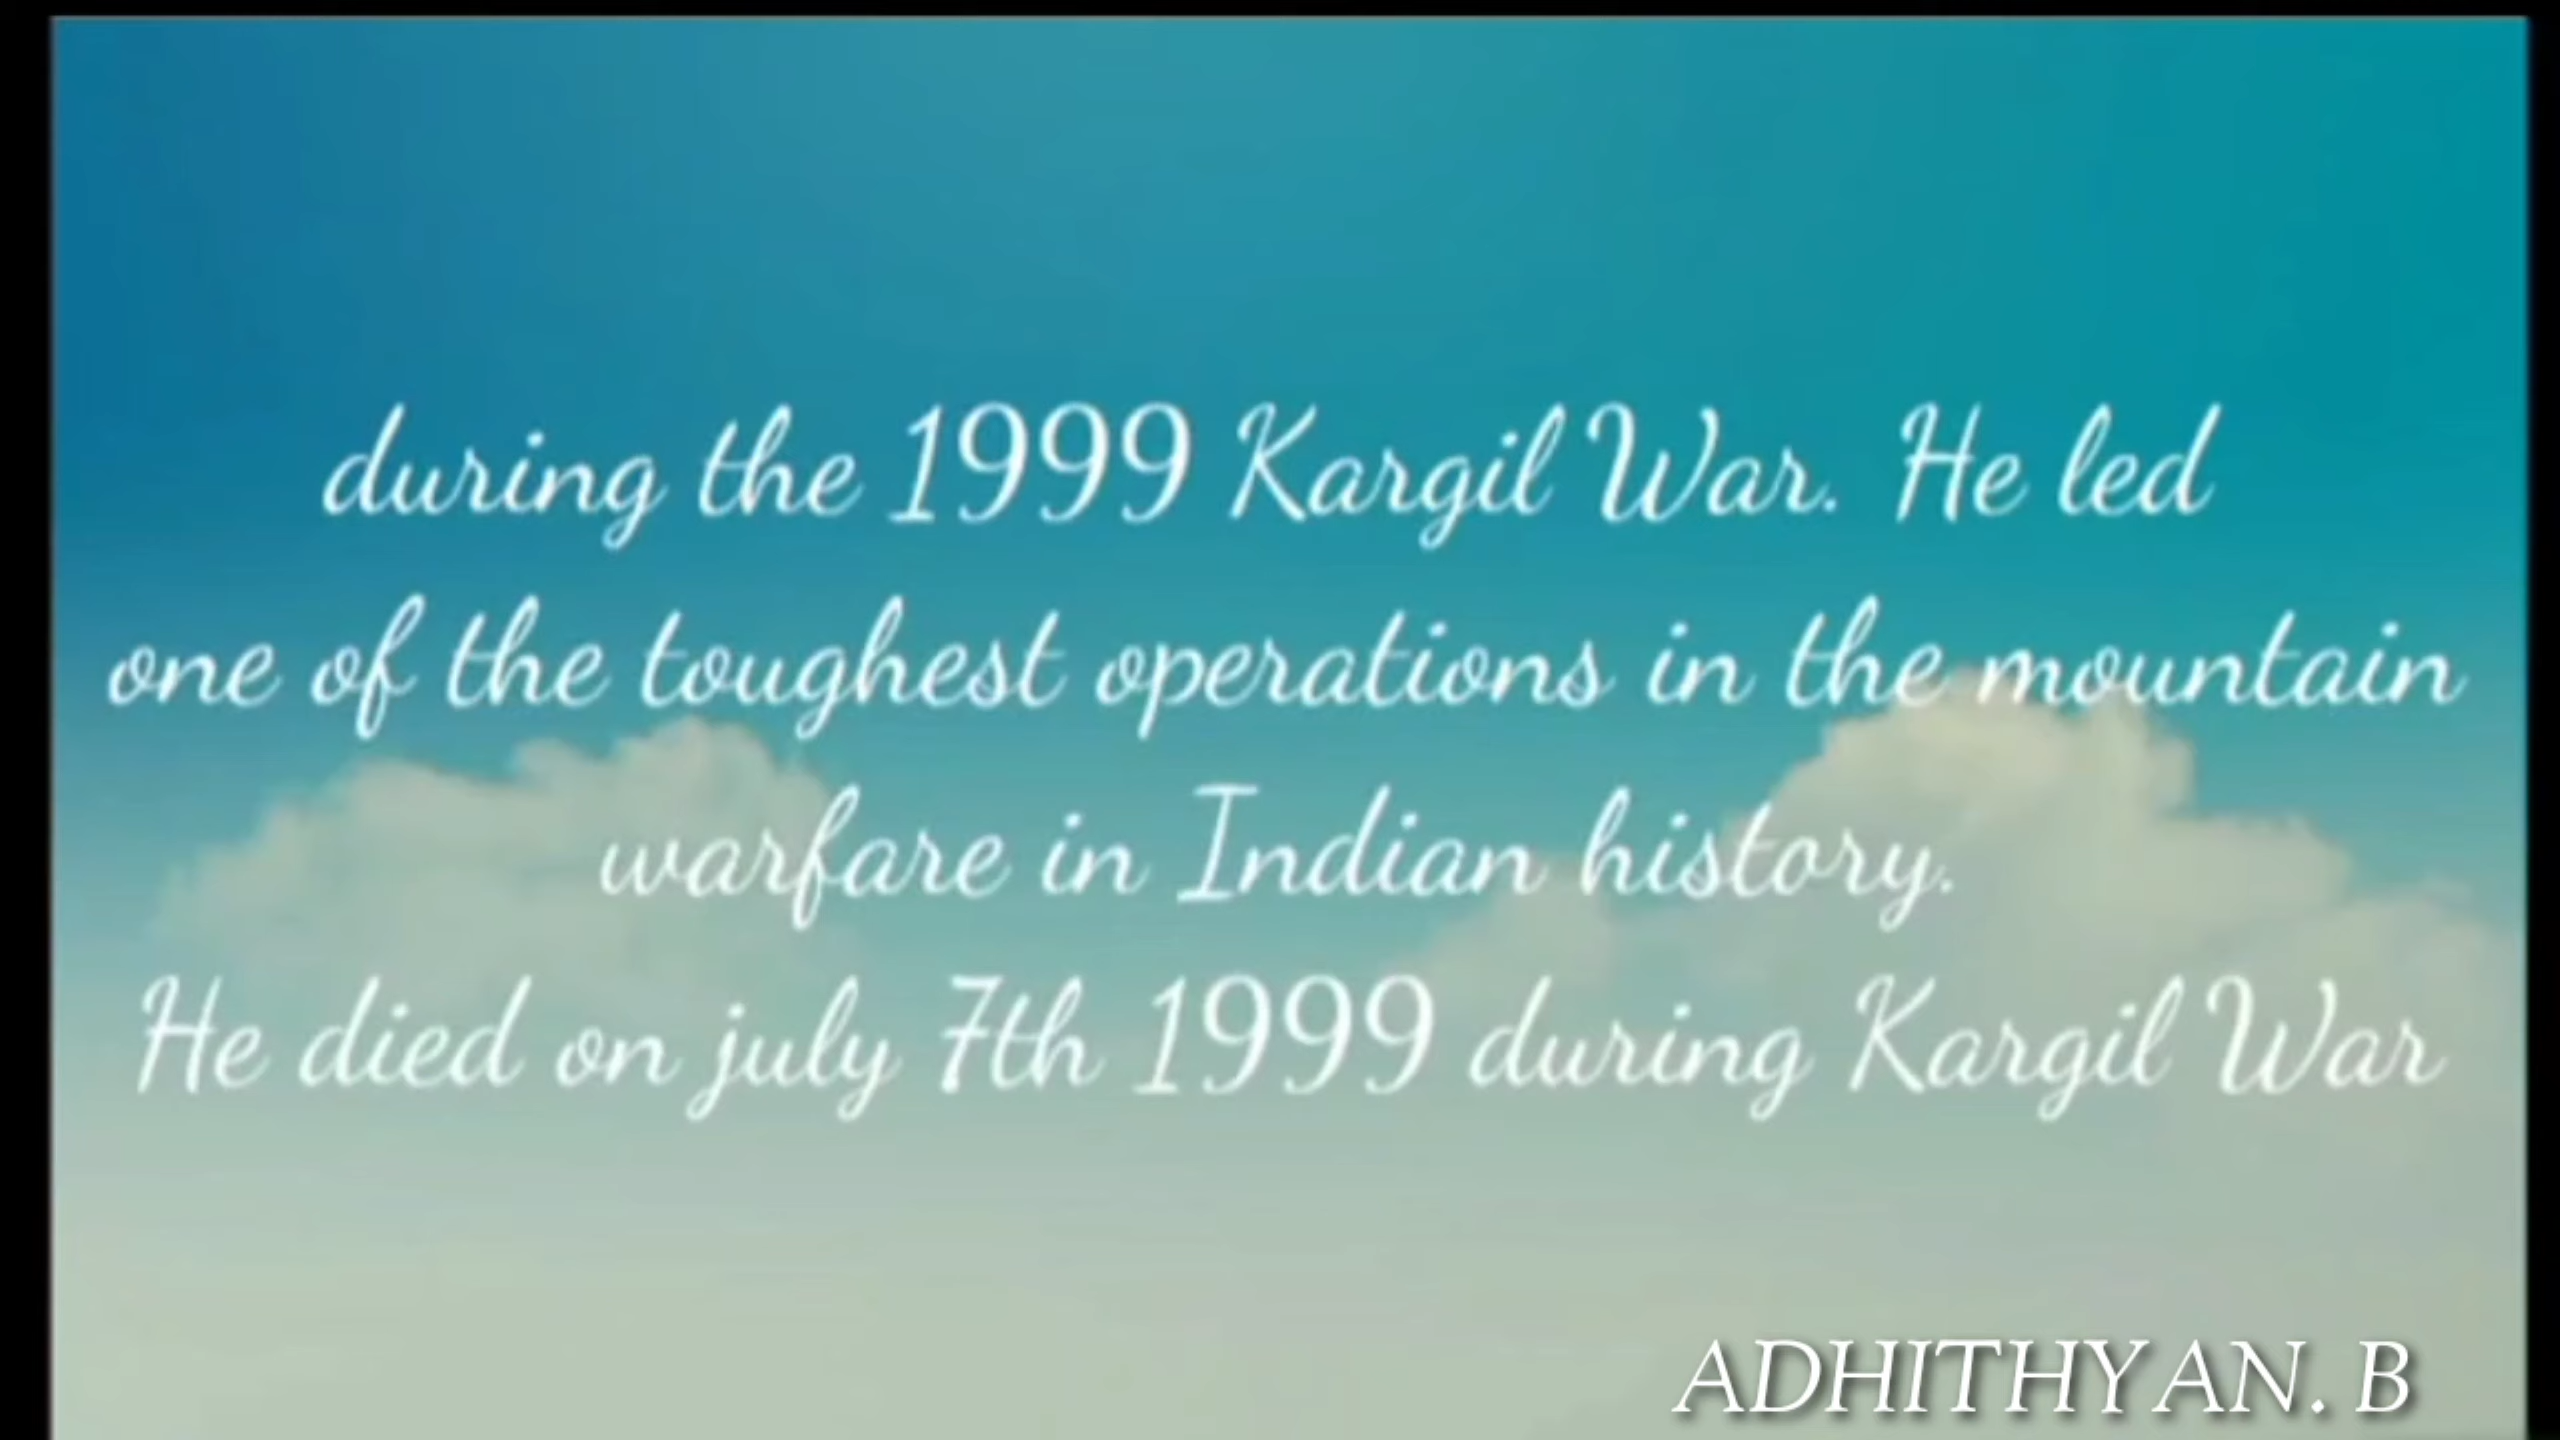 during the 1999 Kargil War. He led
one of the toughest operations in the mountain
warfare in Indian history.
He died on july 7th 1999 during Kargil War
ADHITHYAN. B